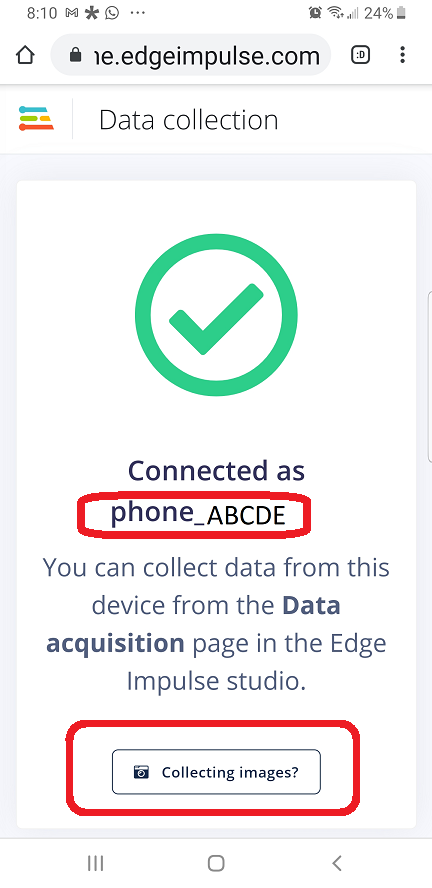 8:10
24%
ne.edgeimpulse.com
:D
Data collection
Connected as
phone_ABCDE
You can collect data from this
device from the Data
acquisition page in the Edge
Impulse studio.
Collecting images?